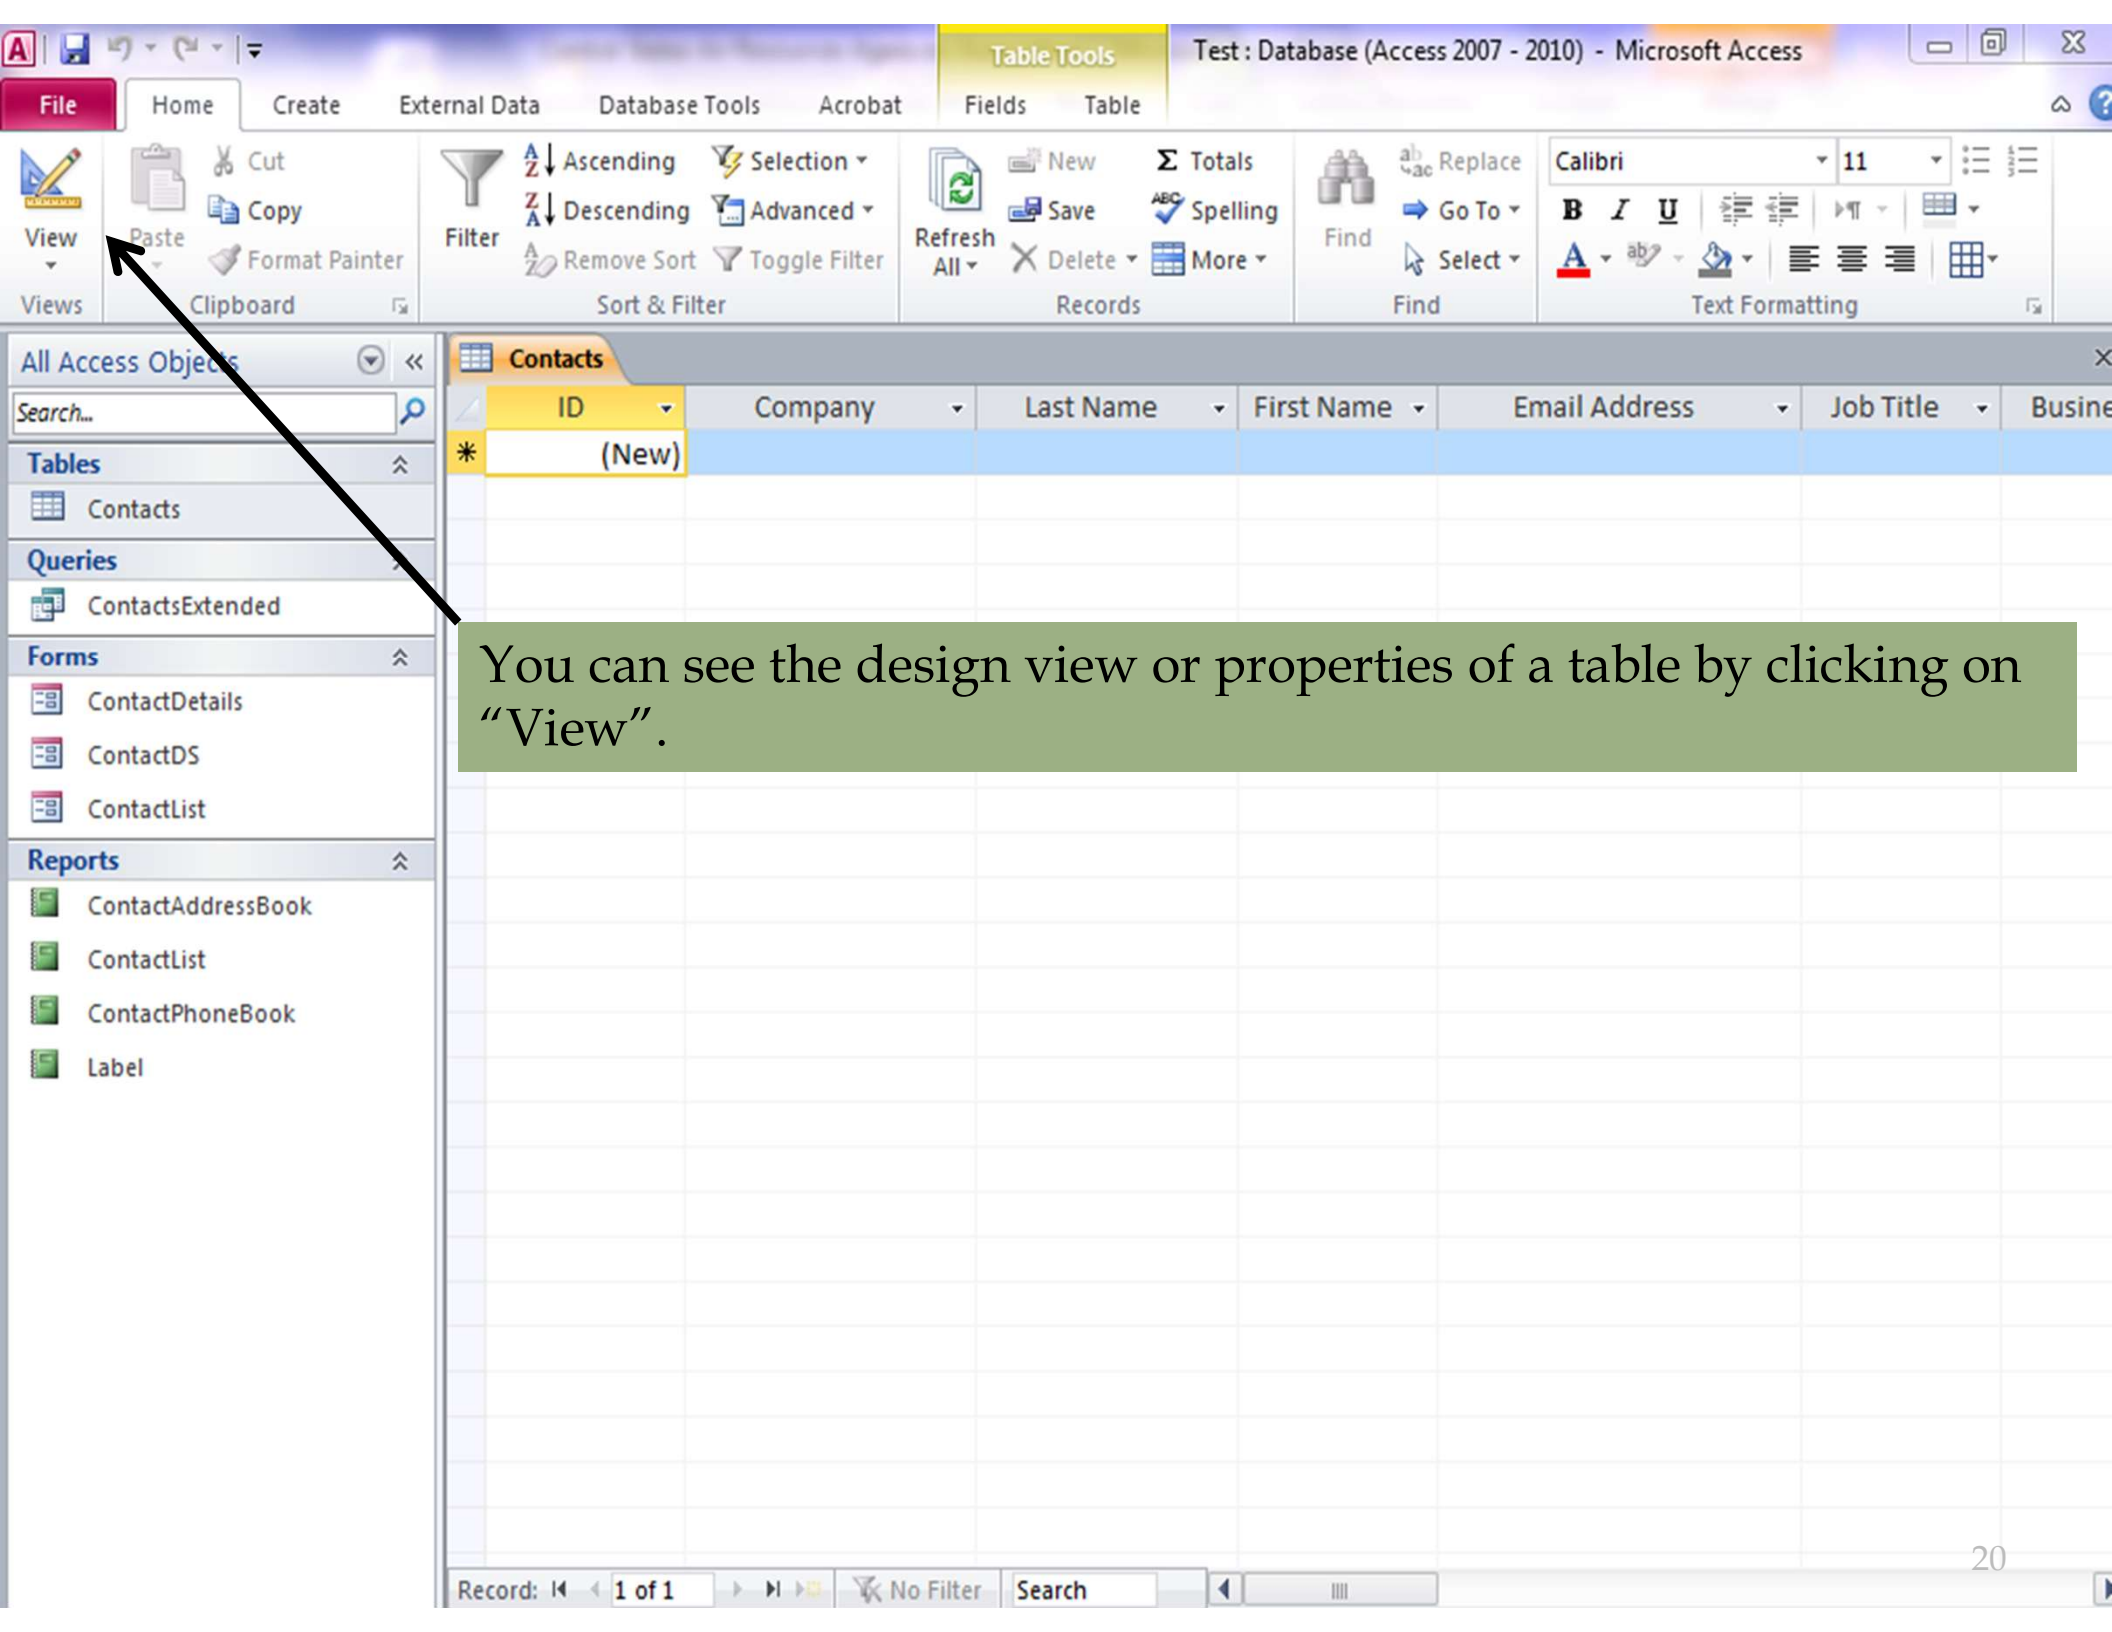 Table Tools Test : Database (Access 2007 - 2010) - Microsoft Access
File Home Create External Data Database Tools Acrobat Fields Table
View
Views
Paste
Cut
Copy
Format Painter
Clipboard
Filter
Ascending
Descending
Remove Sort
Selection
Advanced
Toggle Filter
Sort & Filter
Refresh
All
New
Save
Delete
Totals
Spelling
More
Records
Find
Replace
Go To
Select
Find
Calibri 11
B I U
A
Text Formatting
All Access Objects
Search...
Tables
Contacts
Queries
ContactsExtended
Forms
ContactDetails
ContactDS
ContactList
Reports
ContactAddressBook
ContactList
ContactPhoneBook
Label
Contacts
ID Company Last Name First Name Email Address Job Title Busine
(New)
You can see the design view or properties of a table by clicking on
“View”.
20
Record: 1 of 1 No Filter Search